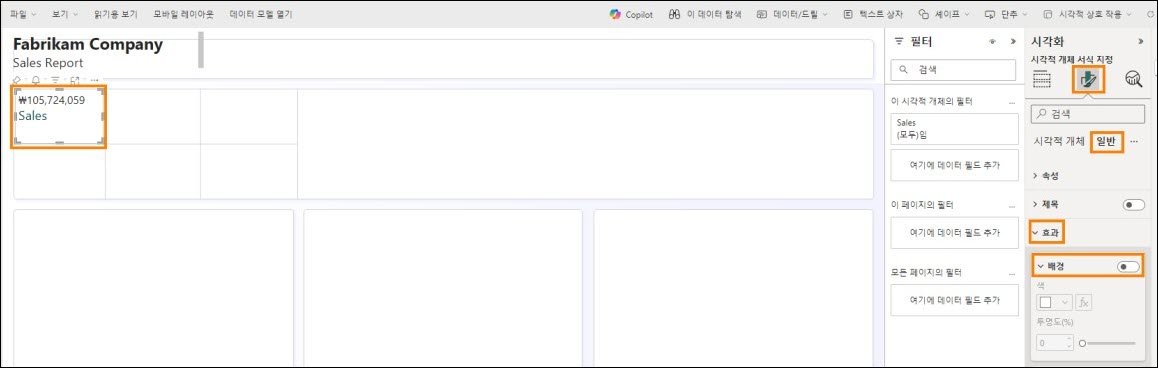 파일 보기 읽기용 보기 모바일 레이아웃 데이터 모델 열기 Copilot 이 데이터 탐색 데이터/드릴 텍스트 상자 셰이프 단추 시각적 상호 작용
Fabrikam Company
Sales Report
₩105,724,059
Sales
필터
검색
이 시각적 개체의 필터 ...
Sales
(모두)임
여기에 데이터 필드 추가
이 페이지의 필터 ...
여기에 데이터 필드 추가
모든 페이지의 필터 ...
여기에 데이터 필드 추가
시각화
시각적 개체 서식 지정
검색
시각적 개체 일반 ...
속성
제목
효과
배경
색
fx
투명도(%)
0